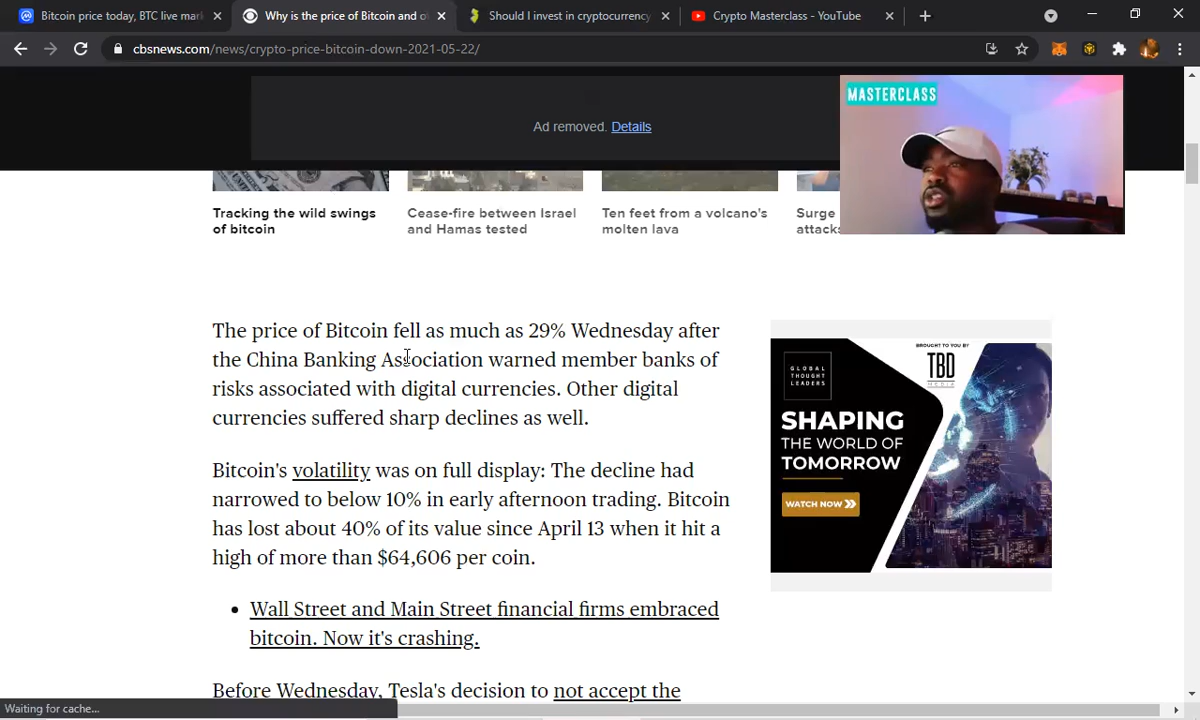 Bitcoin price today, BTC live mark
Why is the price of Bitcoin and o
Should I invest in cryptocurrency
Crypto Masterclass - YouTube
cbsnews.com/news/crypto-price-bitcoin-down-2021-05-22/
Ad removed. Details
MASTERCLASS
Tracking the wild swings
of bitcoin
Cease-fire between Israel
and Hamas tested
Ten feet from a volcano's
molten lava
Surge
attacks
The price of Bitcoin fell as much as 29% Wednesday after
the China Banking Association warned member banks of
risks associated with digital currencies. Other digital
currencies suffered sharp declines as well.
Bitcoin's volatility was on full display: The decline had
narrowed to below 10% in early afternoon trading. Bitcoin
has lost about 40% of its value since April 13 when it hit a
high of more than $64,606 per coin.
Wall Street and Main Street financial firms embraced
bitcoin. Now it's crashing.
Before Wednesday, Tesla's decision to not accept the
GLOBAL
THOUGHT
LEADERS
BROUGHT TO YOU BY
TBD
MEDIA
SHAPING
THE WORLD OF
TOMORROW
WATCH NOW
Waiting for cache...